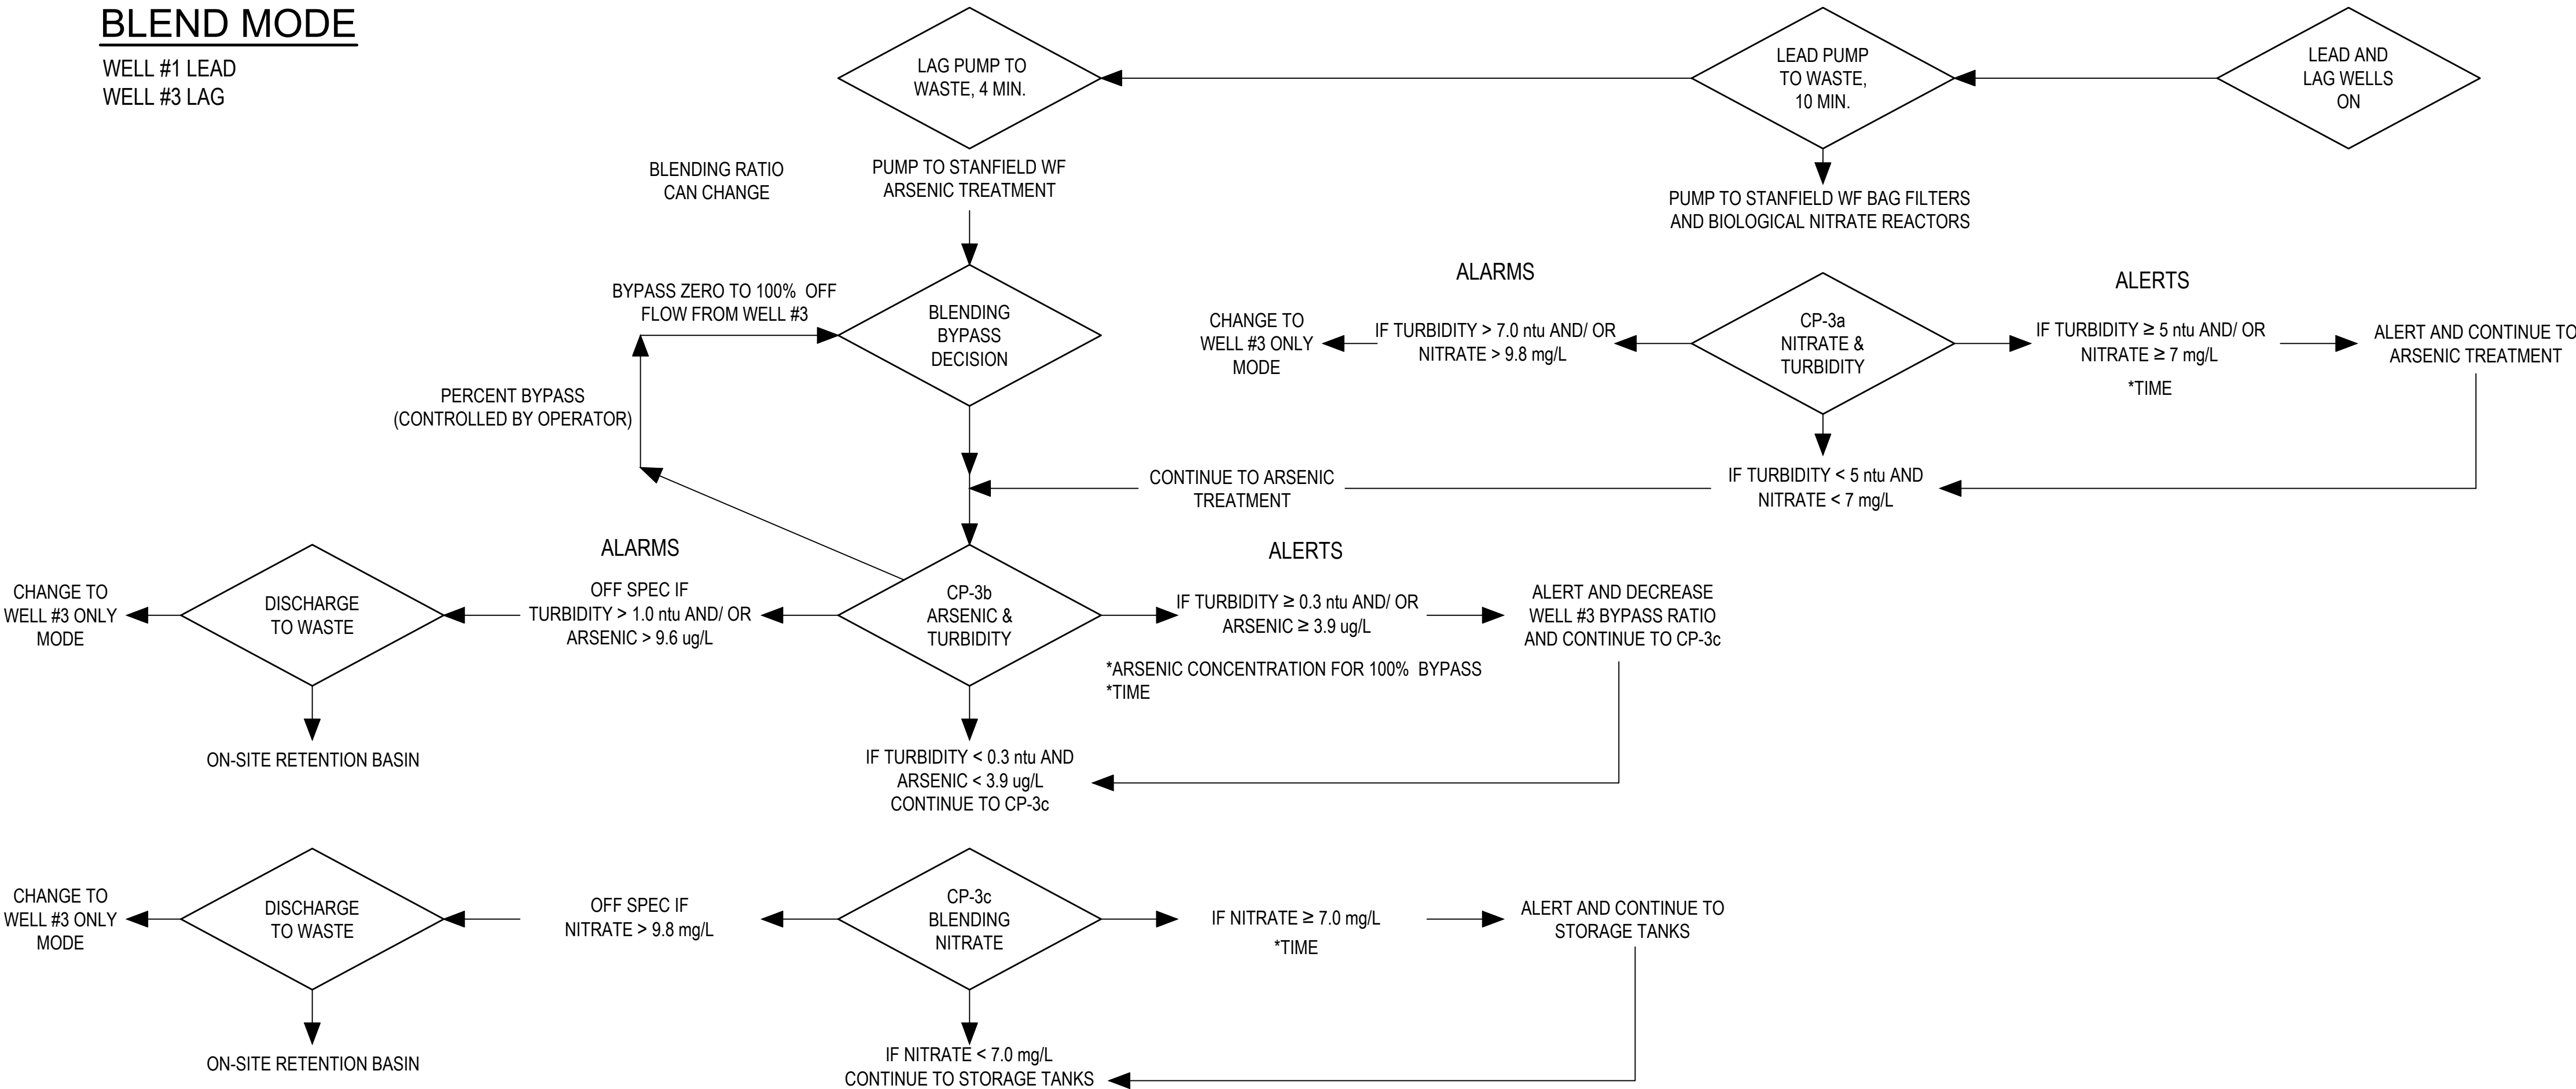 BLEND MODE
WELL #1 LEAD
WELL #3 LAG
LAG PUMP TO
WASTE, 4 MIN.
LEAD PUMP
TO WASTE,
10 MIN.
LEAD AND
LAG WELLS
ON
BLENDING RATIO
CAN CHANGE
PUMP TO STANFIELD WF
ARSENIC TREATMENT
PUMP TO STANFIELD WF BAG FILTERS
AND BIOLOGICAL NITRATE REACTORS
BYPASS ZERO TO 100% OFF
FLOW FROM WELL #3
BLENDING
BYPASS
DECISION
PERCENT BYPASS
(CONTROLLED BY OPERATOR)
ALARMS
CHANGE TO
WELL #3 ONLY
MODE
IF TURBIDITY > 7.0 ntu AND/ OR
NITRATE > 9.8 mg/L
CP-3a
NITRATE &
TURBIDITY
ALERTS
IF TURBIDITY ≥ 5 ntu AND/ OR
NITRATE ≥ 7 mg/L
*TIME
ALERT AND CONTINUE TO
ARSENIC TREATMENT
CONTINUE TO ARSENIC
TREATMENT
IF TURBIDITY < 5 ntu AND
NITRATE < 7 mg/L
CHANGE TO
WELL #3 ONLY
MODE
DISCHARGE
TO WASTE
ALARMS
OFF SPEC IF
TURBIDITY > 1.0 ntu AND/ OR
ARSENIC > 9.6 ug/L
CP-3b
ARSENIC &
TURBIDITY
ALERTS
IF TURBIDITY ≥ 0.3 ntu AND/ OR
ARSENIC ≥ 3.9 ug/L
*ARSENIC CONCENTRATION FOR 100% BYPASS
*TIME
ALERT AND DECREASE
WELL #3 BYPASS RATIO
AND CONTINUE TO CP-3c
ON-SITE RETENTION BASIN
IF TURBIDITY < 0.3 ntu AND
ARSENIC < 3.9 ug/L
CONTINUE TO CP-3c
CHANGE TO
WELL #3 ONLY
MODE
DISCHARGE
TO WASTE
OFF SPEC IF
NITRATE > 9.8 mg/L
CP-3c
BLENDING
NITRATE
IF NITRATE ≥ 7.0 mg/L
*TIME
ALERT AND CONTINUE TO
STORAGE TANKS
ON-SITE RETENTION BASIN
IF NITRATE < 7.0 mg/L
CONTINUE TO STORAGE TANKS